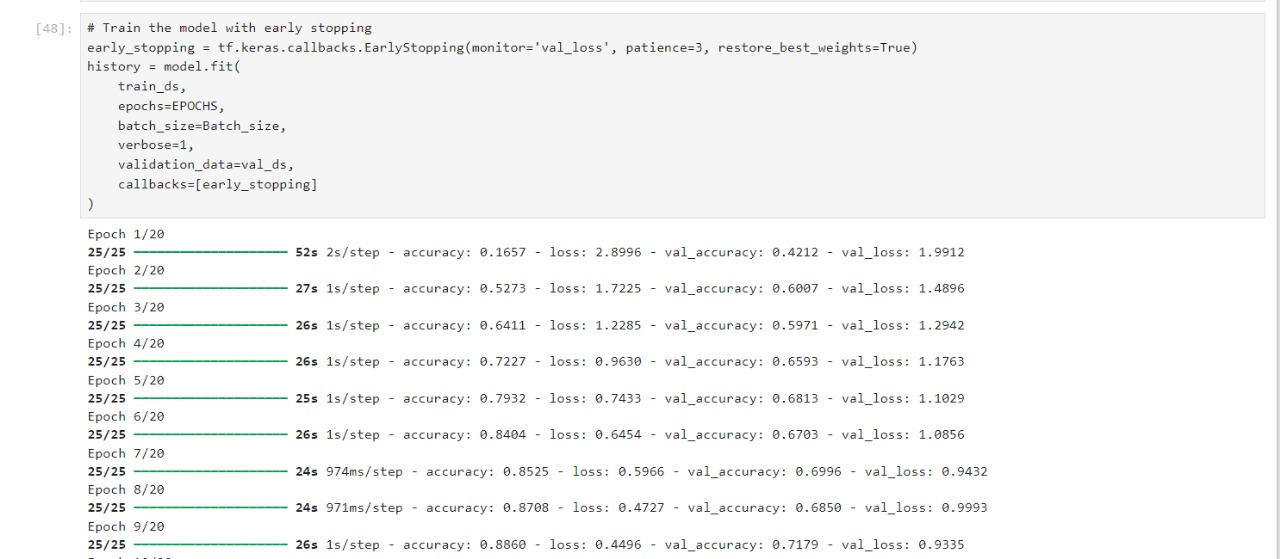 [48]:
# Train the model with early stopping
early_stopping = tf.keras.callbacks.EarlyStopping(monitor='val_loss', patience=3, restore_best_weights=True)
history = model.fit(
    train_ds,
    epochs=EPOCHS,
    batch_size=Batch_size,
    verbose=1,
    validation_data=val_ds,
    callbacks=[early_stopping]
)
Epoch 1/20
25/25 52s 2s/step - accuracy: 0.1657 - loss: 2.8996 - val_accuracy: 0.4212 - val_loss: 1.9912
Epoch 2/20
25/25 27s 1s/step - accuracy: 0.5273 - loss: 1.7225 - val_accuracy: 0.6007 - val_loss: 1.4896
Epoch 3/20
25/25 26s 1s/step - accuracy: 0.6411 - loss: 1.2285 - val_accuracy: 0.5971 - val_loss: 1.2942
Epoch 4/20
25/25 26s 1s/step - accuracy: 0.7227 - loss: 0.9630 - val_accuracy: 0.6593 - val_loss: 1.1763
Epoch 5/20
25/25 25s 1s/step - accuracy: 0.7932 - loss: 0.7433 - val_accuracy: 0.6813 - val_loss: 1.1029
Epoch 6/20
25/25 26s 1s/step - accuracy: 0.8404 - loss: 0.6454 - val_accuracy: 0.6703 - val_loss: 1.0856
Epoch 7/20
25/25 24s 974ms/step - accuracy: 0.8525 - loss: 0.5966 - val_accuracy: 0.6996 - val_loss: 0.9432
Epoch 8/20
25/25 24s 971ms/step - accuracy: 0.8708 - loss: 0.4727 - val_accuracy: 0.6850 - val_loss: 0.9993
Epoch 9/20
25/25 26s 1s/step - accuracy: 0.8860 - loss: 0.4496 - val_accuracy: 0.7179 - val_loss: 0.9335